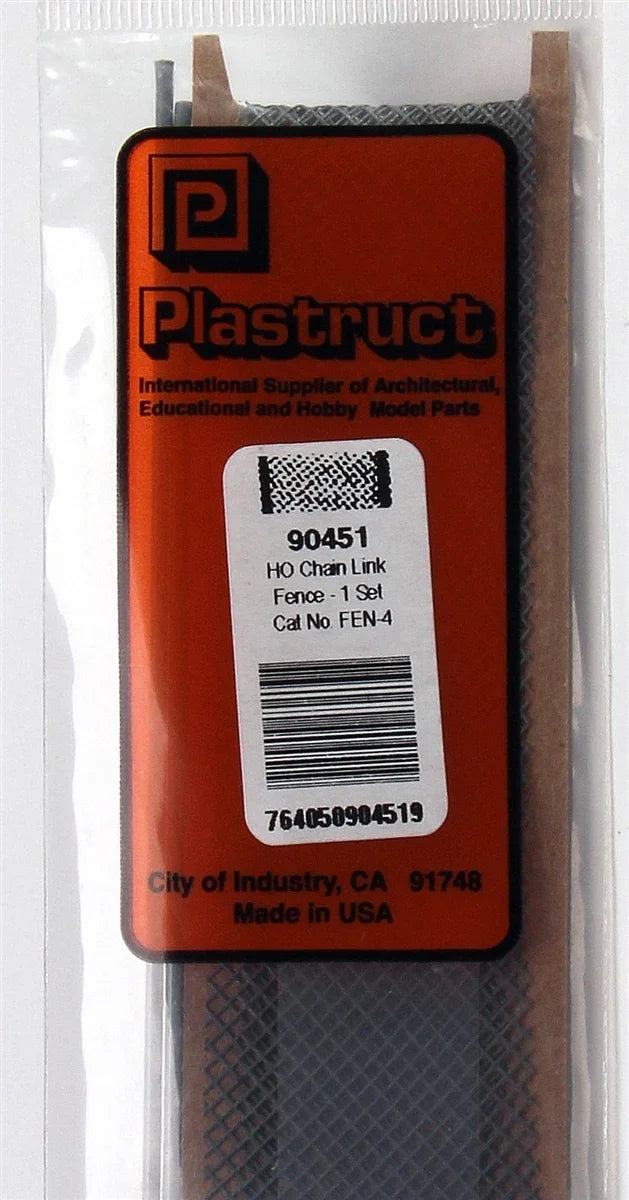 P
Plastruct
International Supplier of Architectural,
Educational and Hobby Model Parts
90451
HO Chain Link
Fence - 1 Set
Cat No. FEN-4
764050904519
City of Industry, CA 91748
Made in USA